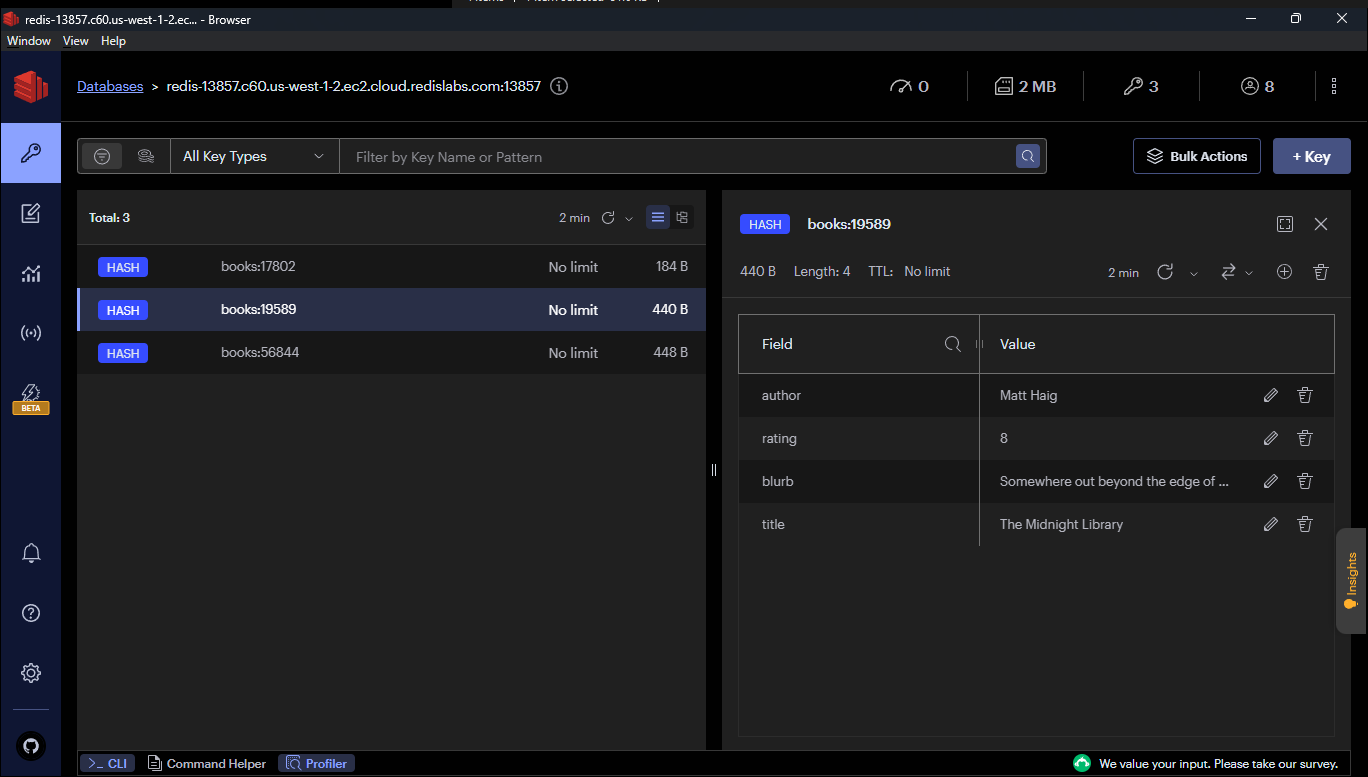 redis-13857.c60.us-west-1-2.ec... - Browser
Window View Help
Databases > redis-13857.c60.us-west-1-2.ec2.cloud.redislabs.com:13857
0
2 MB
3
8
All Key Types
Filter by Key Name or Pattern
Bulk Actions
+ Key
Total: 3
2 min
HASH books:17802 No limit 184 B
HASH books:19589 No limit 440 B
HASH books:56844 No limit 448 B
HASH books:19589
440 B Length: 4 TTL: No limit 2 min
Field Value
author Matt Haig
rating 8
blurb Somewhere out beyond the edge of ...
title The Midnight Library
BETA
Insights
>_ CLI Command Helper Profiler
We value your input. Please take our survey.